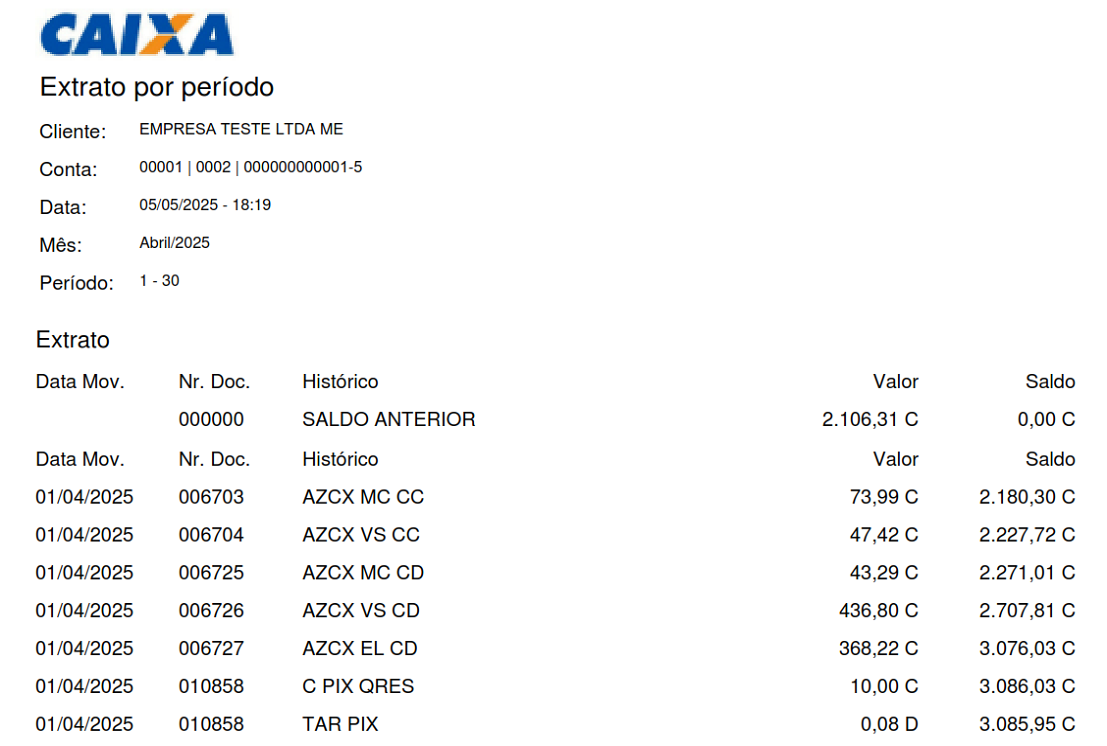 CAIXA
Extrato por período
Cliente: EMPRESA TESTE LTDA ME
Conta: 00001 | 0002 | 000000000001-5
Data: 05/05/2025 - 18:19
Mês: Abril/2025
Período: 1 - 30
Extrato
Data Mov. Nr. Doc. Histórico Valor Saldo
000000 SALDO ANTERIOR 2.106,31 C 0,00 C
Data Mov. Nr. Doc. Histórico Valor Saldo
01/04/2025 006703 AZCX MC CC 73,99 C 2.180,30 C
01/04/2025 006704 AZCX VS CC 47,42 C 2.227,72 C
01/04/2025 006725 AZCX MC CD 43,29 C 2.271,01 C
01/04/2025 006726 AZCX VS CD 436,80 C 2.707,81 C
01/04/2025 006727 AZCX EL CD 368,22 C 3.076,03 C
01/04/2025 010858 C PIX QRES 10,00 C 3.086,03 C
01/04/2025 010858 TAR PIX 0,08 D 3.085,95 C